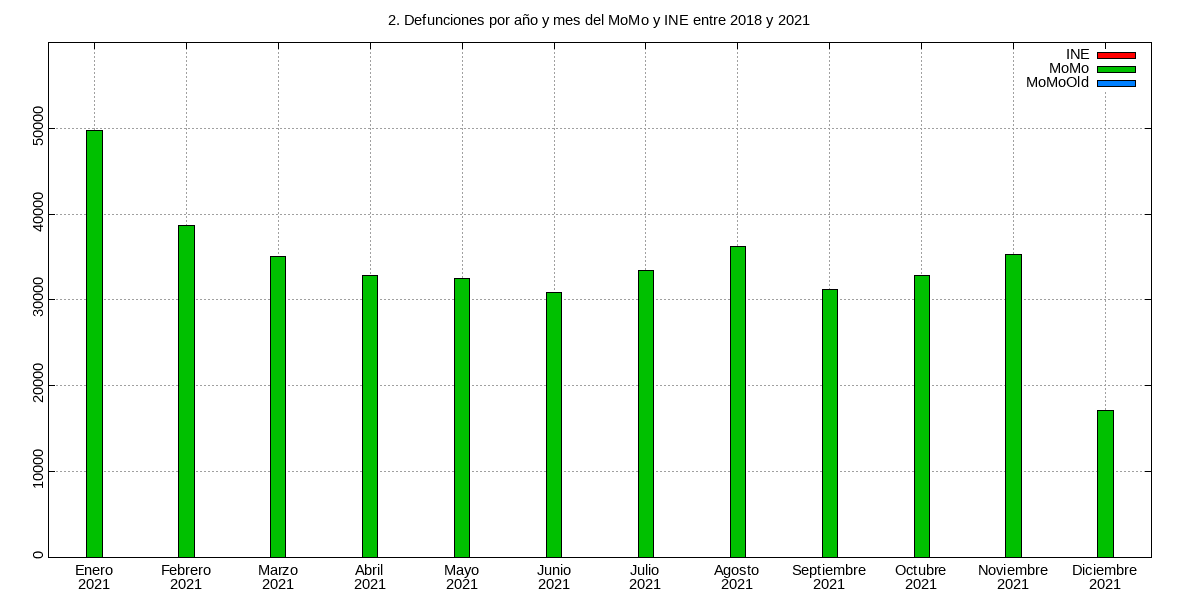 2. Defunciones por año y mes del MoMo y INE entre 2018 y 2021
INE
MoMo
MoMoOld
50000
40000
30000
20000
10000
0
Enero Febrero Marzo Abril Mayo Junio Julio Agosto Septiembre Octubre Noviembre Diciembre
2021 2021 2021 2021 2021 2021 2021 2021 2021 2021 2021 2021